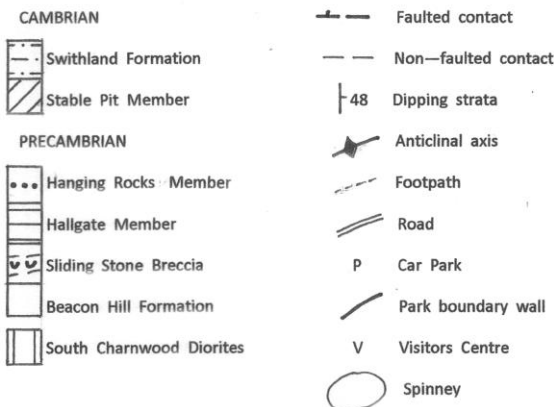 CAMBRIAN
Swithland Formation
Stable Pit Member
PRECAMBRIAN
Hanging Rocks Member
Hallgate Member
Sliding Stone Breccia
Beacon Hill Formation
South Charnwood Diorites
Faulted contact
Non—faulted contact
48 Dipping strata
Anticlinal axis
Footpath
Road
P Car Park
Park boundary wall
V Visitors Centre
Spinney